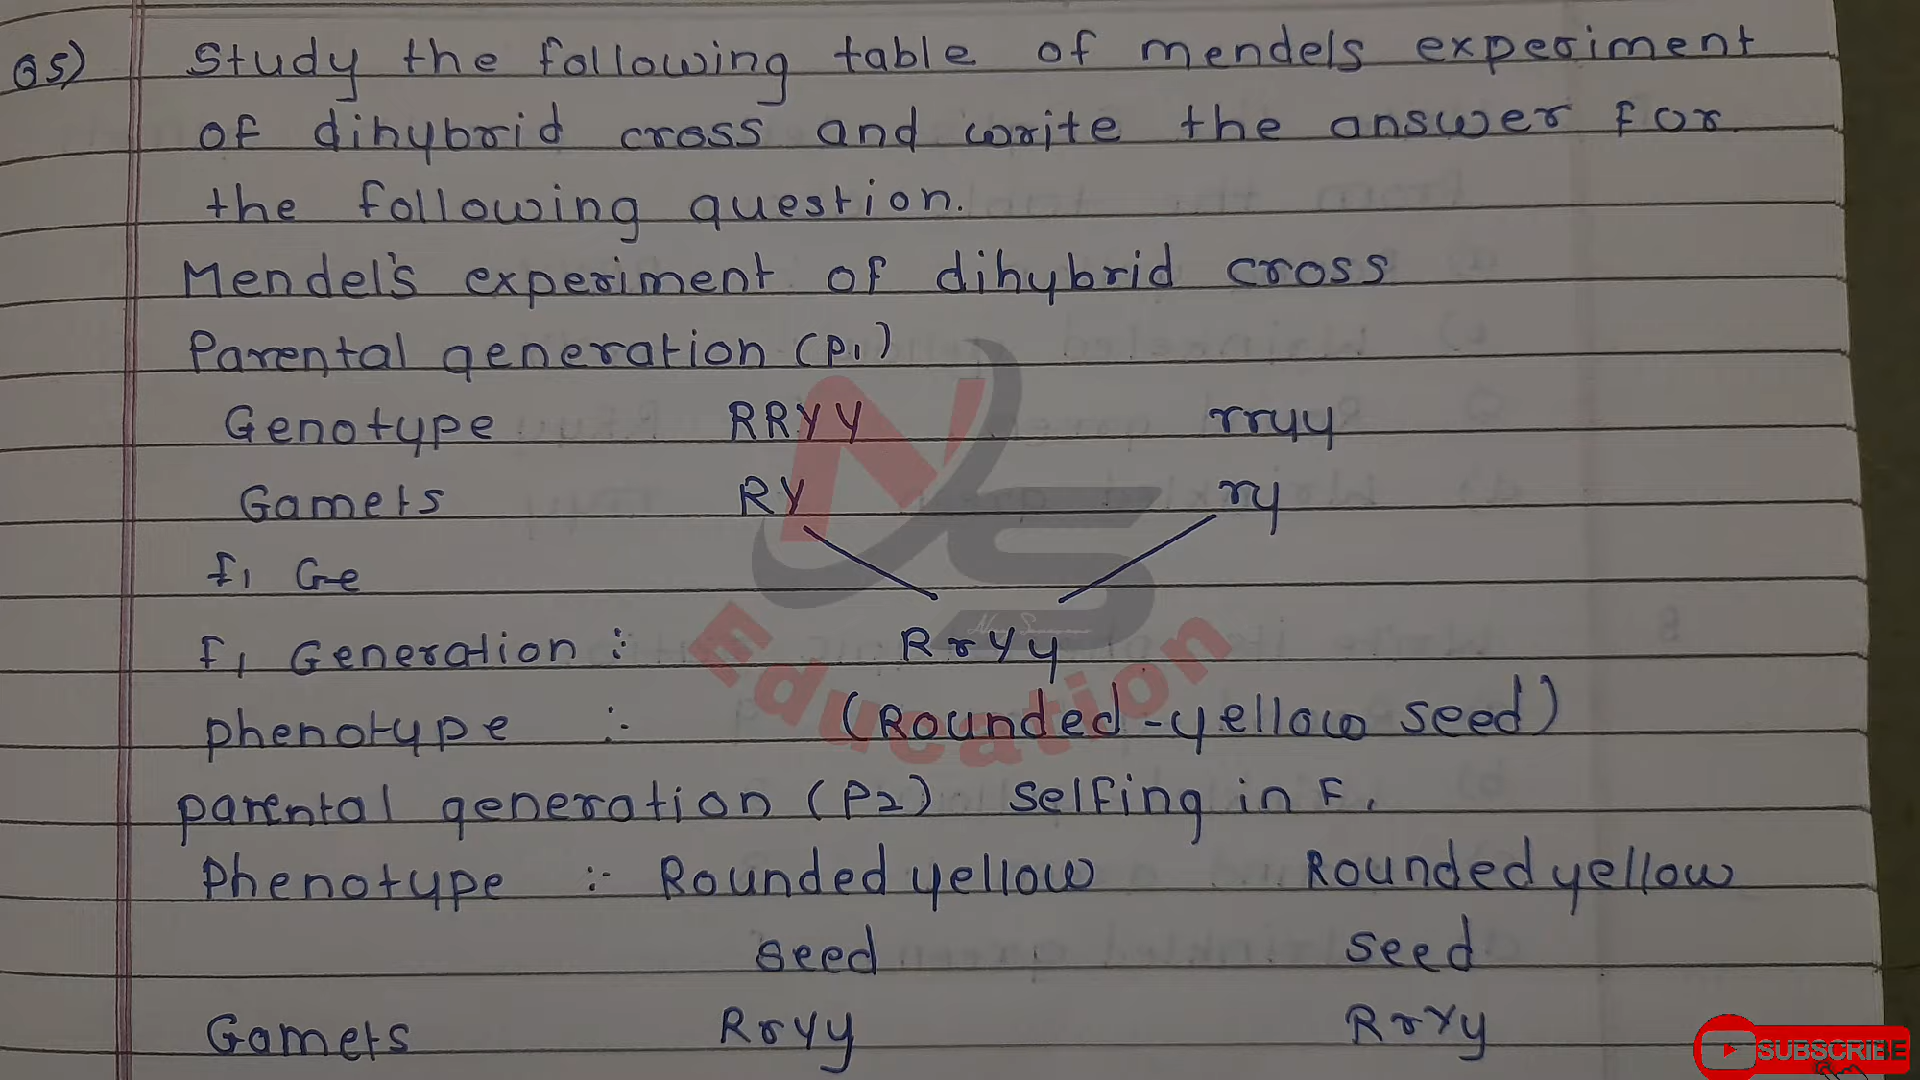 Q5) Study the following table of mendels experiment
of dihybrid cross and write the answer for
the following question.
Mendel's experiment of dihybrid cross
Parental generation (P1)
Genotype RRYY rryy
Gamets RY ry
f1 Ge
F1 Generation :- RrYy
phenotype :- (Rounded-yellow seed)
parental generation (P2) selfing in F1
Phenotype :- Rounded yellow Rounded yellow
seed seed
Gamets RrYy RrYy
NS
Education
SUBSCRIBE